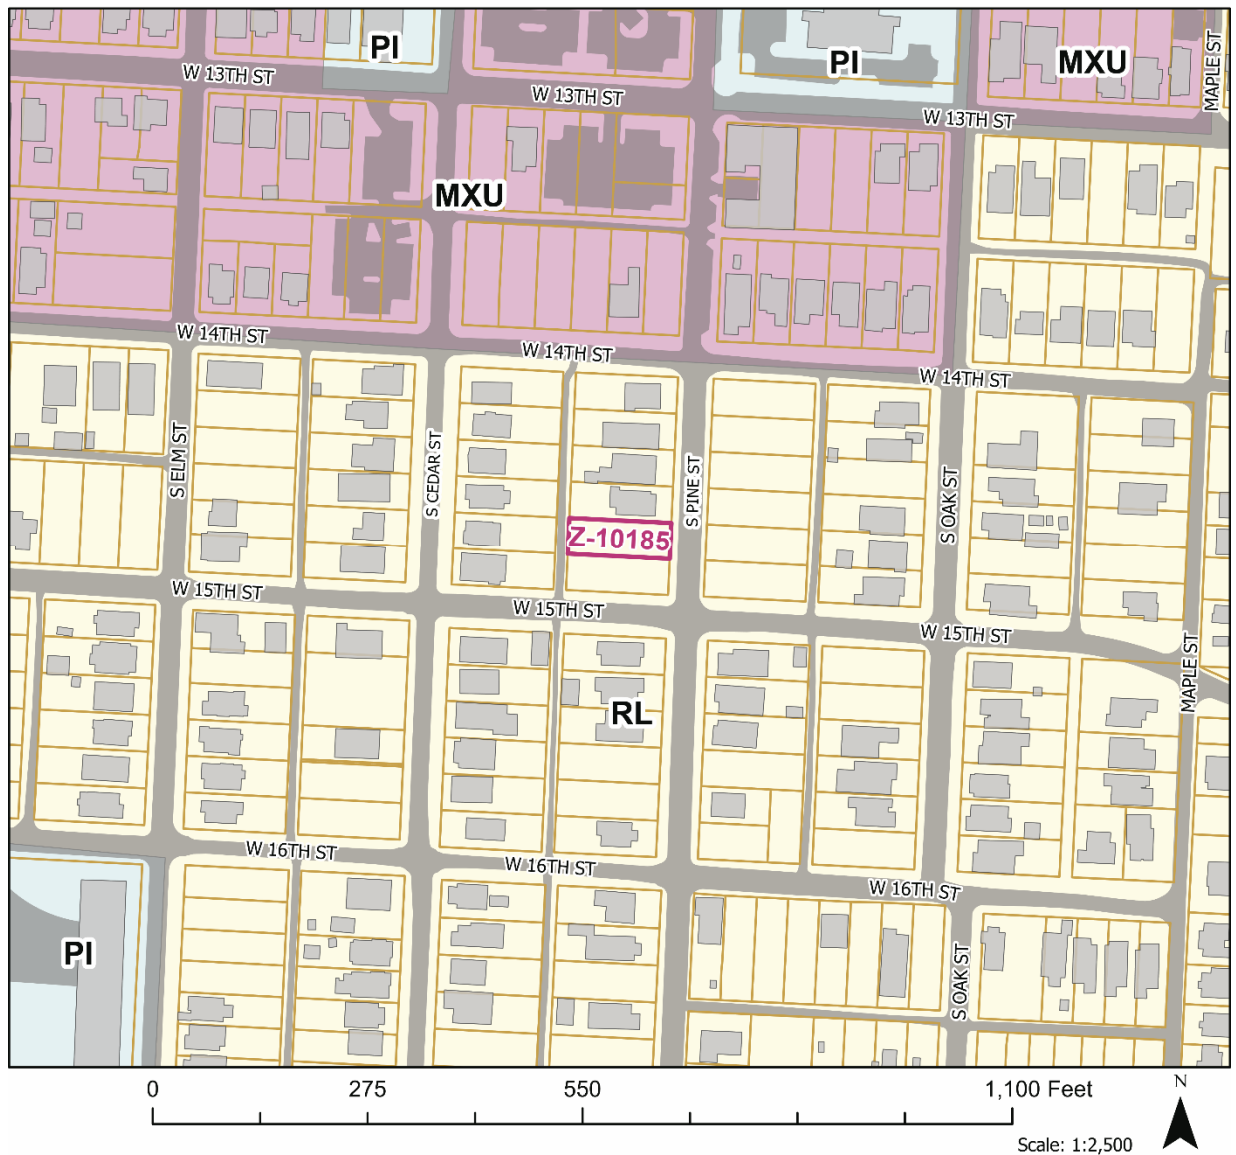 PI
W 13TH ST
W 13TH ST
PI
MXU
MAPLE ST
W 13TH ST
MXU
W 14TH ST
W 14TH ST
W 14TH ST
S ELM ST
S CEDAR ST
S PINE ST
S OAK ST
Z-10185
W 15TH ST
W 15TH ST
W 15TH ST
MAPLE ST
RL
W 16TH ST
W 16TH ST
W 16TH ST
PI
S OAK ST
0 275 550 1,100 Feet
N
Scale: 1:2,500